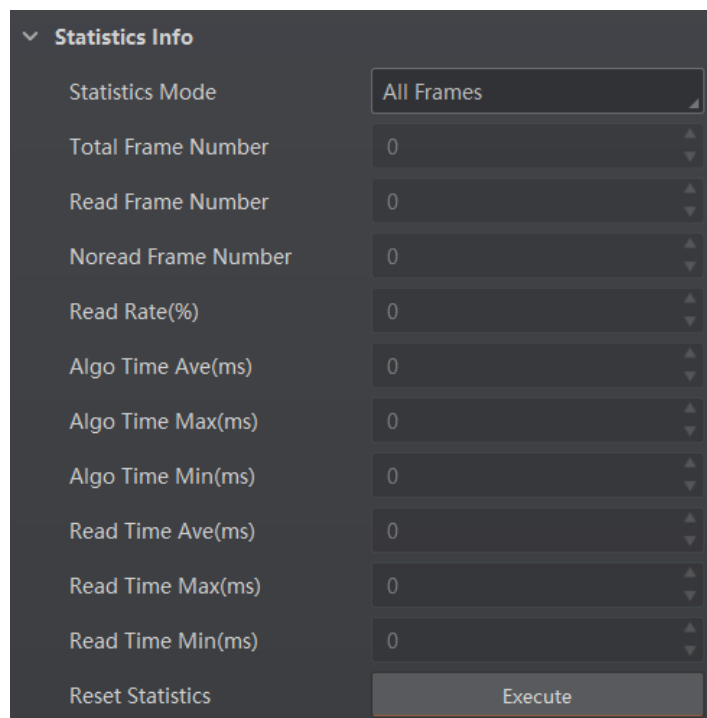 Statistics Info
Statistics Mode All Frames
Total Frame Number 0
Read Frame Number 0
Noread Frame Number 0
Read Rate(%) 0
Algo Time Ave(ms) 0
Algo Time Max(ms) 0
Algo Time Min(ms) 0
Read Time Ave(ms) 0
Read Time Max(ms) 0
Read Time Min(ms) 0
Reset Statistics Execute